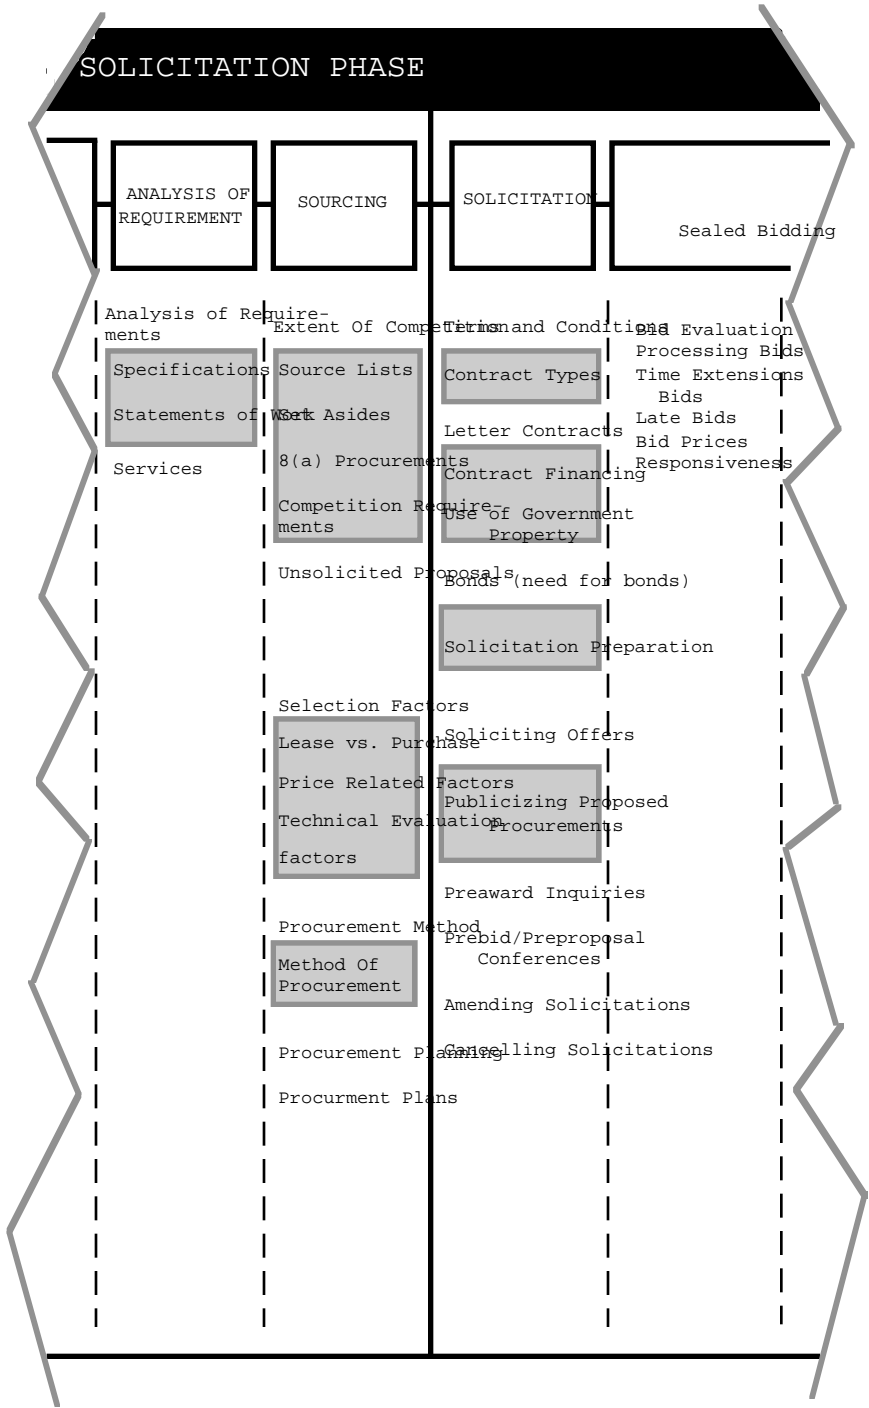 SOLICITATION PHASE
ANALYSIS OF
REQUIREMENT
SOURCING
SOLICITATION
Sealed Bidding
Analysis of Require-
ments
Specifications
Statements of Work
Services
Extent Of Competition
Source Lists
Set Asides
8(a) Procurements
Competition Require-
ments
Unsolicited Proposals
Selection Factors
Lease vs. Purchase
Price Related Factors
Technical Evaluation
factors
Procurement Method
Method Of
Procurement
Procurement Planning
Procurment Plans
Terms and Conditions
Contract Types
Letter Contracts
Contract Financing
Use of Government
Property
Bonds (need for bonds)
Solicitation Preparation
Soliciting Offers
Publicizing Proposed
Procurements
Preaward Inquiries
Prebid/Preproposal
Conferences
Amending Solicitations
Cancelling Solicitations
Bid Evaluation
Processing Bids
Time Extensions
Bids
Late Bids
Bid Prices
Responsiveness